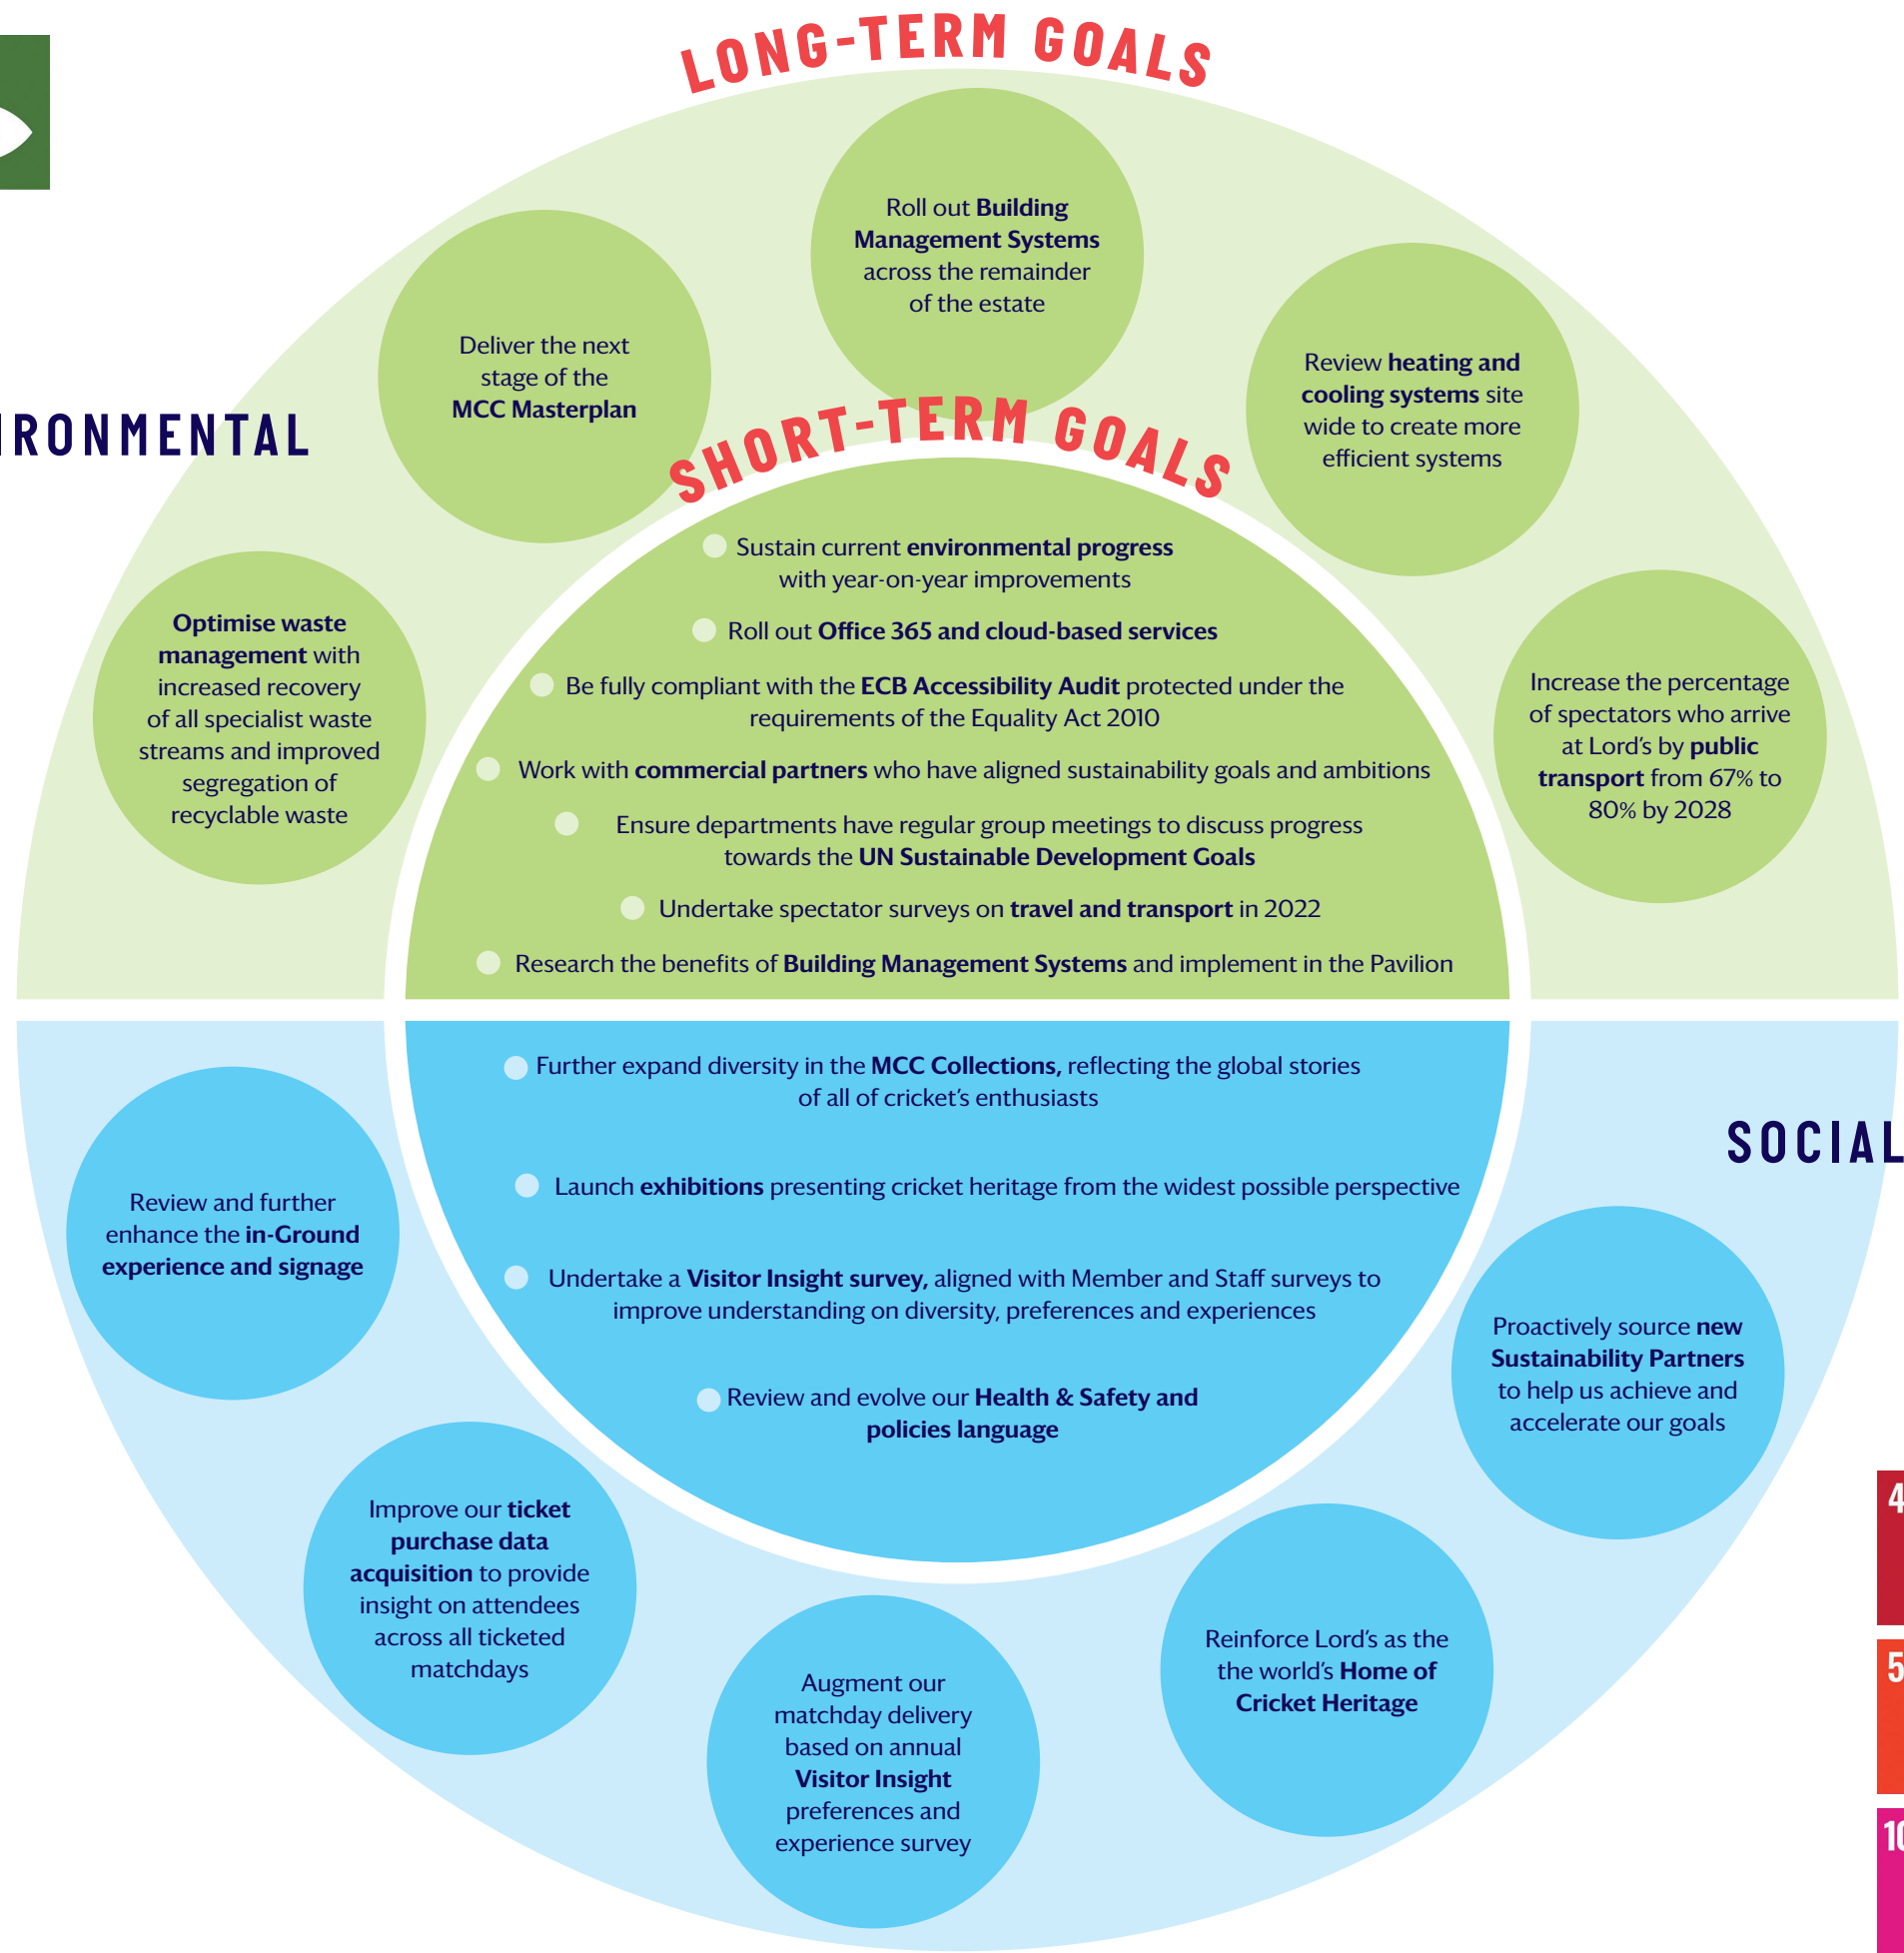 LONG-TERM GOALS
Roll out Building
Management Systems
across the remainder
of the estate
Deliver the next
stage of the
MCC Masterplan
Review heating and
cooling systems site
wide to create more
efficient systems
IRONMENTAL
Optimise waste
management with
increased recovery
of all specialist waste
streams and improved
segregation of
recyclable waste
Increase the percentage
of spectators who arrive
at Lord's by public
transport from 67% to
80% by 2028
SHORT-TERM GOALS
Sustain current environmental progress
with year-on-year improvements
Roll out Office 365 and cloud-based services
Be fully compliant with the ECB Accessibility Audit protected under the
requirements of the Equality Act 2010
Work with commercial partners who have aligned sustainability goals and ambitions
Ensure departments have regular group meetings to discuss progress
towards the UN Sustainable Development Goals
Undertake spectator surveys on travel and transport in 2022
Research the benefits of Building Management Systems and implement in the Pavilion
Further expand diversity in the MCC Collections, reflecting the global stories
of all of cricket's enthusiasts
Launch exhibitions presenting cricket heritage from the widest possible perspective
Undertake a Visitor Insight survey, aligned with Member and Staff surveys to
improve understanding on diversity, preferences and experiences
Review and evolve our Health & Safety and
policies language
SOCIAL
Review and further
enhance the in-Ground
experience and signage
Improve our ticket
purchase data
acquisition to provide
insight on attendees
across all ticketed
matchdays
Augment our
matchday delivery
based on annual
Visitor Insight
preferences and
experience survey
Reinforce Lord's as the
the world's Home of
Cricket Heritage
Proactively source new
Sustainability Partners
to help us achieve and
accelerate our goals
4
5
10